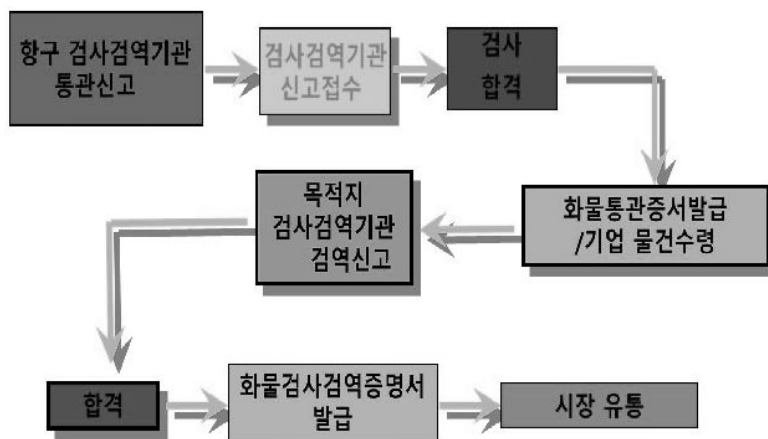 항구 검사검역기관
통관신고
검사검역기관
신고접수
검사
합격
화물통관증서발급
/기업 물건수령
목적지
검사검역기관
검역신고
합격
화물검사검역증명서
발급
시장 유통